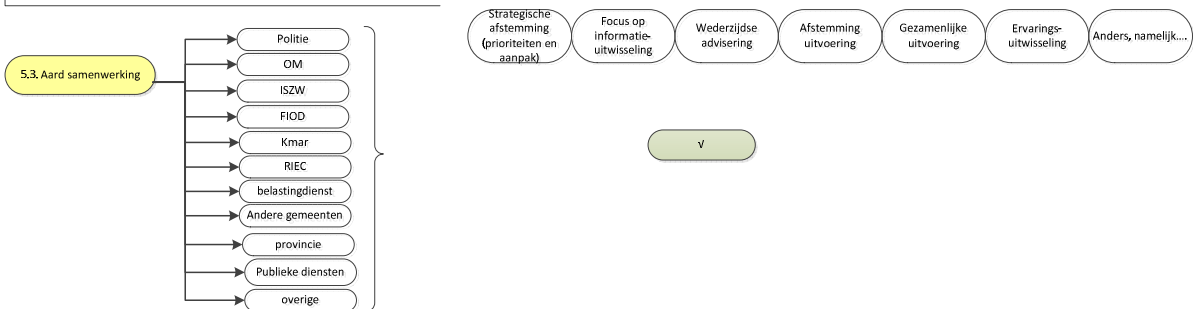 5.3. Aard samenwerking
Politie
OM
ISZW
FIOD
Kmar
RIEC
belastingdienst
Andere gemeenten
provincie
Publieke diensten
overige
Strategische
afstemming
(prioriteiten en
aanpak)
Focus op
informatie-
uitwisseling
Wederzijdse
advisering
Afstemming
uitvoering
Gezamenlijke
uitvoering
Ervarings-
uitwisseling
Anders, namelijk....
√